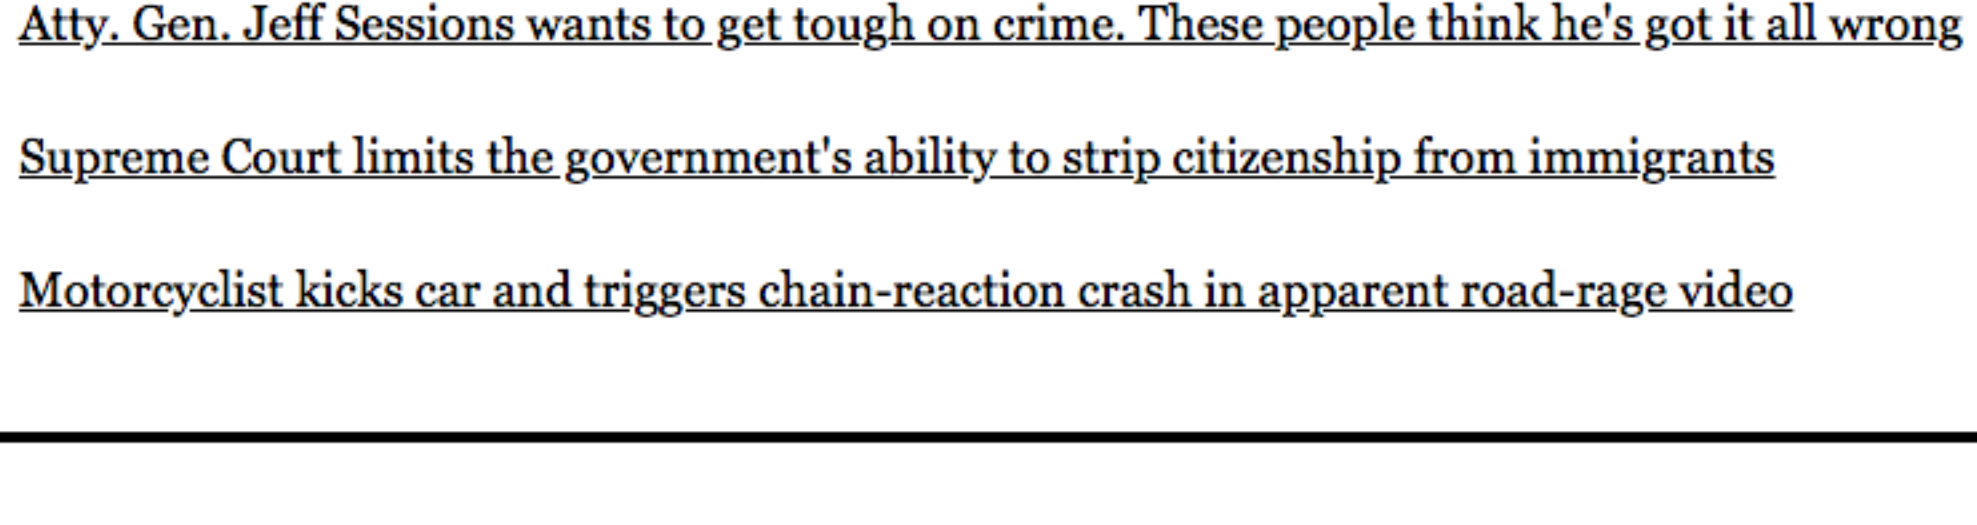 Atty. Gen. Jeff Sessions wants to get tough on crime. These people think he's got it all wrong
Supreme Court limits the government's ability to strip citizenship from immigrants
Motorcyclist kicks car and triggers chain-reaction crash in apparent road-rage video